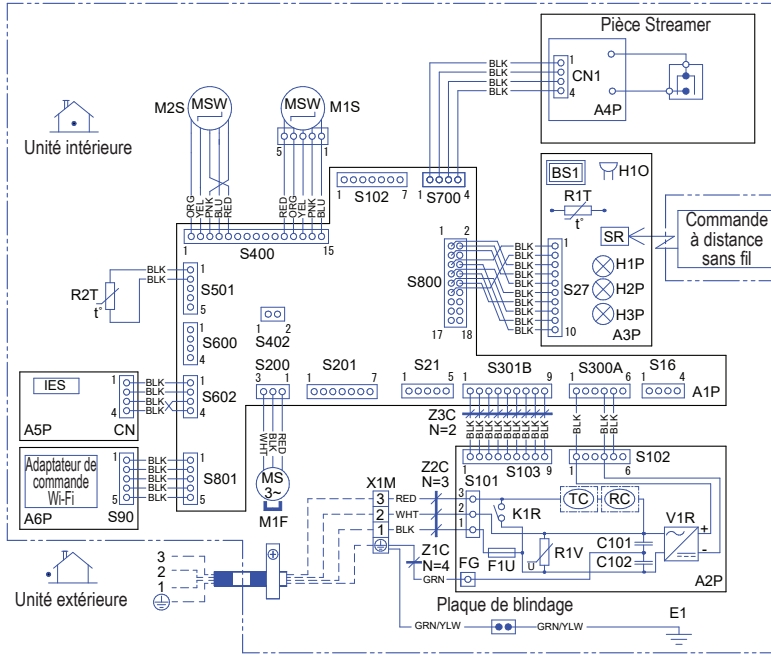 Pièce Streamer
BLK
BLK
BLK
BLK
1
4
CN1
A4P
M2S
MSW
MSW
M1S
5
1
Unité intérieure
ORG
YEL
PNK
BLU
RED
RED
ORG
YEL
PNK
BLU
1
S102
7
1
S700
4
BS1
H1O
R1T
t°
SR
Commande
à distance
sans fil
H1P
H2P
H3P
A3P
1
S400
15
1
2
S800
17
18
BLK
BLK
BLK
BLK
BLK
BLK
BLK
BLK
BLK
BLK
1
S27
10
R2T
t°
BLK
BLK
1
S501
5
1
2
S402
1
S600
4
IES
A5P
1
4
CN
BLK
BLK
BLK
BLK
1
S602
4
S200
3
1
S201
1
7
S21
1
5
S301B
1
9
S300A
1
6
S16
1
4
A1P
Adaptateur de
commande
Wi-Fi
A6P
1
5
S90
BLK
BLK
BLK
BLK
BLK
1
S801
5
WHT
BLK
RED
MS
3~
M1F
Z3C
N=2
BLK
BLK
BLK
BLK
BLK
BLK
BLK
BLK
BLK
BLK
BLK
BLK
1
S103
9
1
6
S102
X1M
3
2
1
RED
WHT
BLK
Z2C
N=3
S101
3
2
1
K1R
TC
RC
V1R
+
-
C101
C102
R1V
U
F1U
A2P
Z1C
N=4
GRN
FG
3
2
1
Unité extérieure
Plaque de blindage
GRN/YLW
GRN/YLW
E1